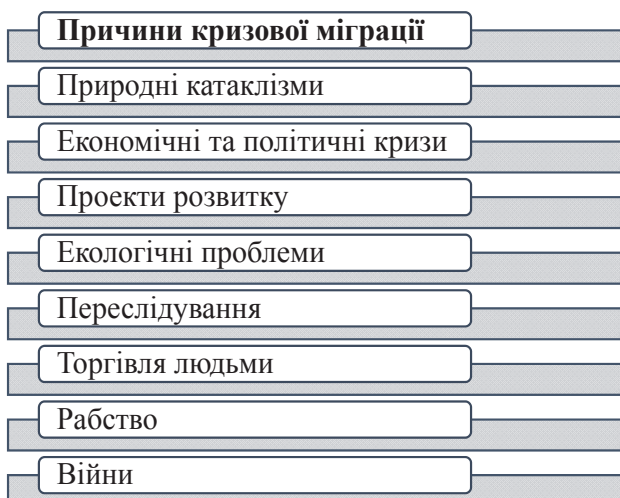 Причини кризової міграції
Природні катаклізми
Економічні та політичні кризи
Проекти розвитку
Екологічні проблеми
Переслідування
Торгівля людьми
Рабство
Війни